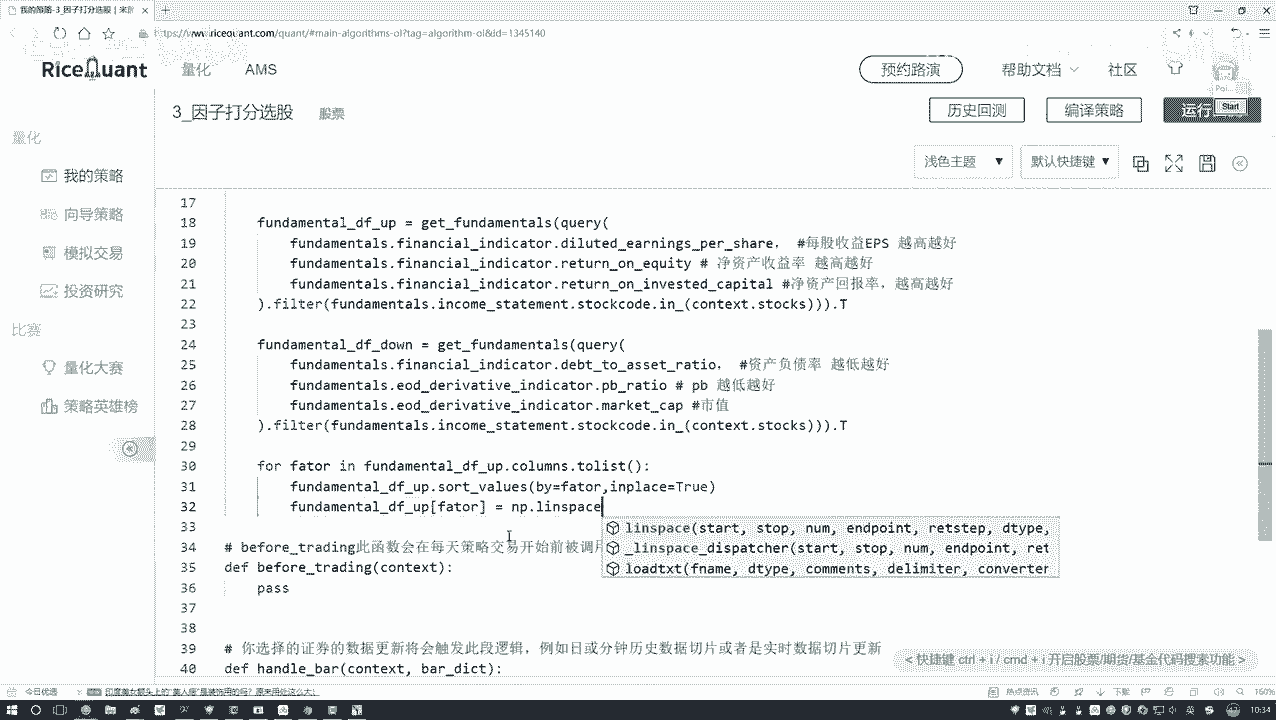 我的策略-3_因子打分选股 | 米
ttps://www.ricequant.com/quant/#main-algorithms-ol?tag=algorithm-ol&id=1345140
RiceQuant 量化 AMS 预约路演 帮助文档 社区
3_因子打分选股 股票 历史回测 编译策略 运行 Start
量化
浅色主题 ▼ 默认快捷键 ▼
我的策略
向导策略
模拟交易
投资研究
比赛
量化大赛
策略英雄榜
17
18 fundamental_df_up = get_fundamentals(query(
19 fundamentals.financial_indicator.diluted_earnings_per_share, #每股收益EPS 越高越好
20 fundamentals.financial_indicator.return_on_equity # 净资产收益率 越高越好
21 fundamentals.financial_indicator.return_on_invested_capital #净资产回报率, 越高越好
22 ).filter(fundamentals.income_statement.stockcode.in_(context.stocks))).T
23
24 fundamental_df_down = get_fundamentals(query(
25 fundamentals.financial_indicator.debt_to_asset_ratio, #资产负债率 越低越好
26 fundamentals.eod_derivative_indicator.pb_ratio # pb 越低越好
27 fundamentals.eod_derivative_indicator.market_cap #市值
28 ).filter(fundamentals.income_statement.stockcode.in_(context.stocks))).T
29
30 for fator in fundamental_df_up.columns.tolist():
31 fundamental_df_up.sort_values(by=fator,inplace=True)
32 fundamental_df_up[fator] = np.linspace
33 linspace(start, stop, num, endpoint, retstep, dtype,
34 # before_trading此函数会在每天策略交易开始前被调用 _linspace_dispatcher(start, stop, num, endpoint, ret
35 def before_trading(context): loadtxt(fname, dtype, comments, delimiter, converter
36 pass
37
38
39 # 你选择的证券的数据更新将会触发此段逻辑，例如日或分钟历史数据切片或者是实时数据切片更新
40 def handle_bar(context, bar_dict):
< 快捷键 ctrl + i / cmd + i 开启股票/期货/基金代码搜索功能 >
今日优选 热点资讯 下载 160%
英 10:34